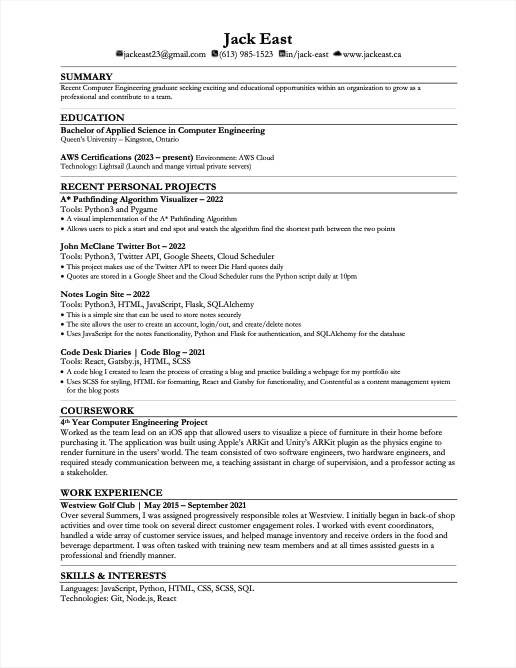 Jack East
jackeast23@gmail.com (613) 985-1523 in/jack-east www.jackeast.ca
SUMMARY
Recent Computer Engineering graduate seeking exciting and educational opportunities within an organization to grow as a
professional and contribute to a team.
EDUCATION
Bachelor of Applied Science in Computer Engineering
Queen's University – Kingston, Ontario
AWS Certifications (2023 – present) Environment: AWS Cloud
Technology: Lightsail (Launch and mange virtual private servers)
RECENT PERSONAL PROJECTS
A* Pathfinding Algorithm Visualizer – 2022
Tools: Python3 and Pygame
• A visual implementation of the A* Pathfinding Algorithm
• Allows users to pick a start and end spot and watch the algorithm find the shortest path between the two points
John McClane Twitter Bot – 2022
Tools: Python3, Twitter API, Google Sheets, Cloud Scheduler
• This project makes use of the Twitter API to tweet Die Hard quotes daily
• Quotes are stored in a Google Sheet and the Cloud Scheduler runs the Python script daily at 10pm
Notes Login Site – 2022
Tools: Python3, HTML, JavaScript, Flask, SQLAlchemy
• This is a simple site that can be used to store notes securely
• The site allows the user to create an account, login/out, and create/delete notes
• Uses JavaScript for the notes functionality, Python and Flask for authentication, and SQLAlchemy for the database
Code Desk Diaries | Code Blog – 2021
Tools: React, Gatsby.js, HTML, SCSS
• A code blog I created to learn the process of creating a blog and practice building a webpage for my portfolio site
• Uses SCSS for styling, HTML for formatting, React and Gatsby for functionality, and Contentful as a content management system
for the blog posts
COURSEWORK
4th Year Computer Engineering Project
Worked as the team lead on an iOS app that allowed users to visualize a piece of furniture in their home before
purchasing it. The application was built using Apple's ARKit and Unity's ARKit plugin as the physics engine to
render furniture in the users' world. The team consisted of two software engineers, two hardware engineers, and
required steady communication between me, a teaching assistant in charge of supervision, and a professor acting as
a stakeholder.
WORK EXPERIENCE
Westview Golf Club | May 2015 – September 2021
Over several Summers, I was assigned progressively responsible roles at Westview. I initially began in back-of shop
activities and over time took on several direct customer engagement roles. I worked with event coordinators,
handled a wide array of customer service issues, and helped manage inventory and receive orders in the food and
beverage department. I was often tasked with training new team members and at all times assisted guests in a
professional and friendly manner.
SKILLS & INTERESTS
Languages: JavaScript, Python, HTML, CSS, SCSS, SQL
Technologies: Git, Node.js, React